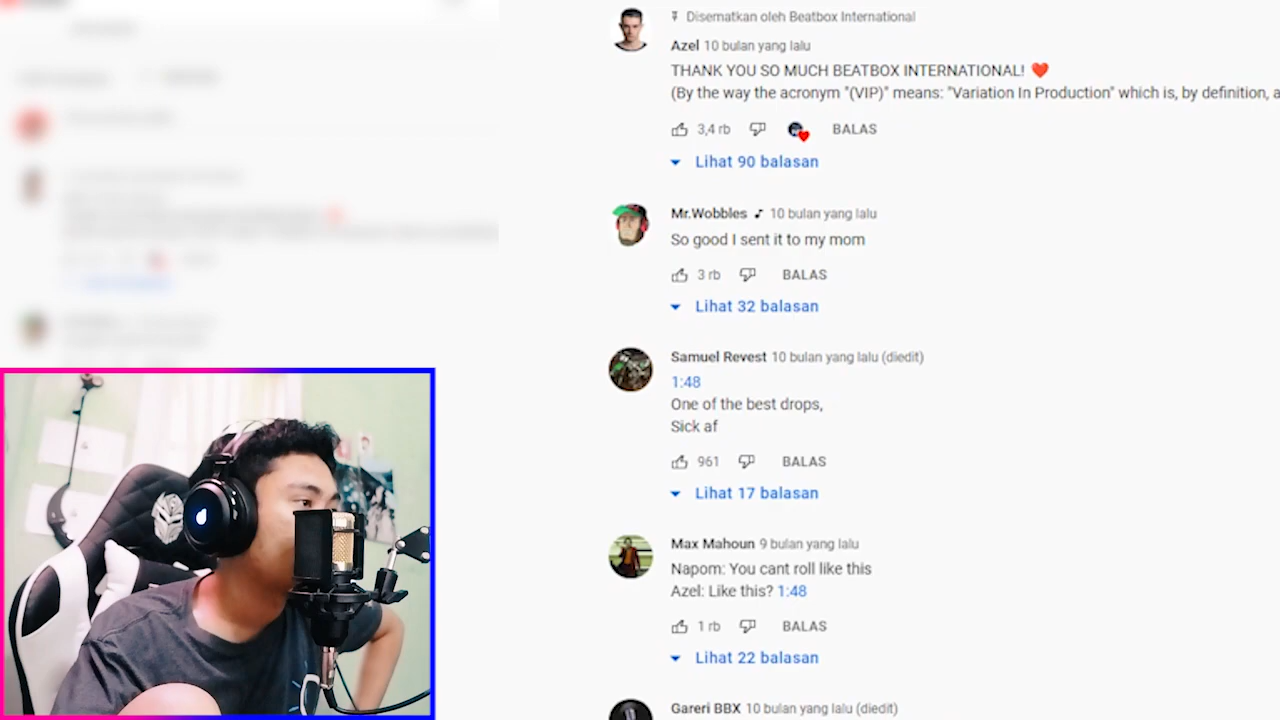 Disematkan oleh Beatbox International
Azel 10 bulan yang lalu
THANK YOU SO MUCH BEATBOX INTERNATIONAL! ❤️
(By the way the acronym "(VIP)" means: "Variation In Production" which is, by definition, a
3,4 rb BALAS
Lihat 90 balasan
Mr.Wobbles ♪ 10 bulan yang lalu
So good I sent it to my mom
3 rb BALAS
Lihat 32 balasan
Samuel Revest 10 bulan yang lalu (diedit)
1:48
One of the best drops,
Sick af
961 BALAS
Lihat 17 balasan
Max Mahoun 9 bulan yang lalu
Napom: You cant roll like this
Azel: Like this? 1:48
1 rb BALAS
Lihat 22 balasan
Gareri BBX 10 bulan yang lalu (diedit)